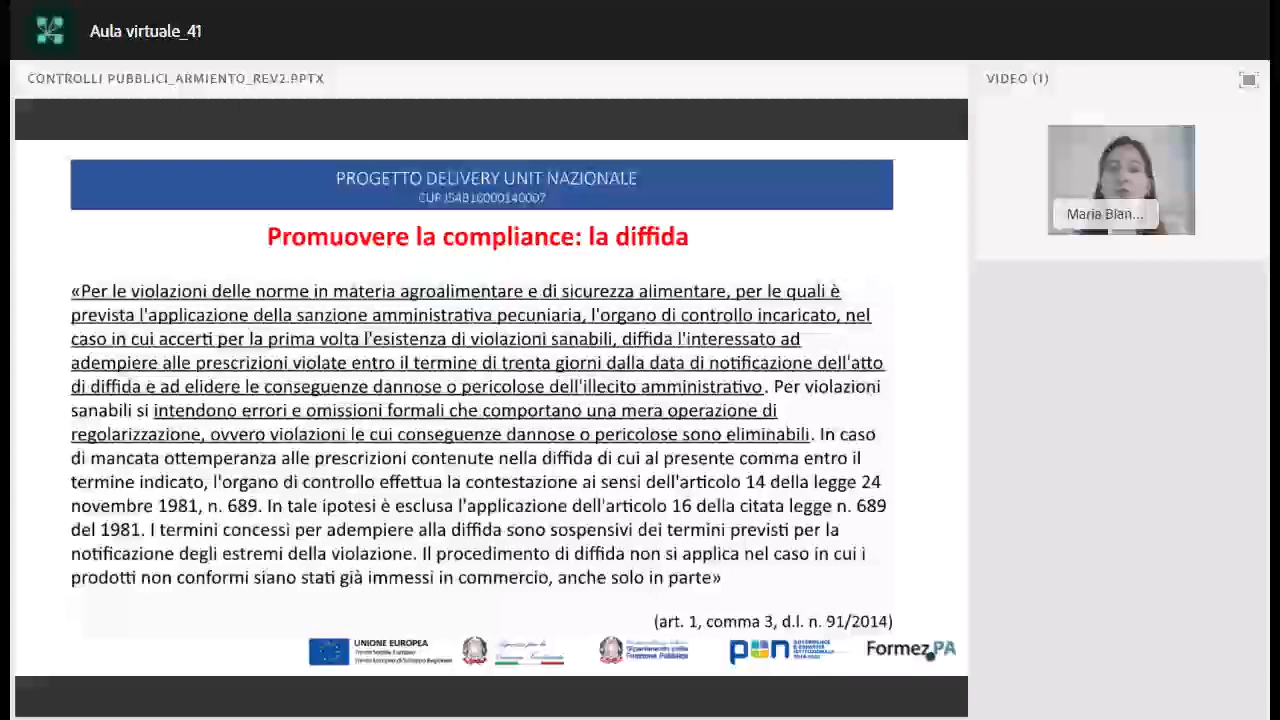 Aula virtuale_41
CONTROLLI PUBBLICI_ARMIENTO_REV2.PPTX
VIDEO (1)
PROGETTO DELIVERY UNIT NAZIONALE
Promuovere la compliance: la diffida
Maria Bian...
«Per le violazioni delle norme in materia agroalimentare e di sicurezza alimentare, per le quali è
prevista l'applicazione della sanzione amministrativa pecuniaria, l'organo di controllo incaricato, nel
caso in cui accerti per la prima volta l'esistenza di violazioni sanabili, diffida l'interessato ad
adempiere alle prescrizioni violate entro il termine di trenta giorni dalla data di notificazione dell'atto
di diffida e ad elidere le conseguenze dannose o pericolose dell'illecito amministrativo. Per violazioni
sanabili si intendono errori e omissioni formali che comportano una mera operazione di
regolarizzazione, ovvero violazioni le cui conseguenze dannose o pericolose sono eliminabili. In caso
di mancata ottemperanza alle prescrizioni contenute nella diffida di cui al presente comma entro il
termine indicato, l'organo di controllo effettua la contestazione ai sensi dell'articolo 14 della legge 24
novembre 1981, n. 689. In tale ipotesi è esclusa l'applicazione dell'articolo 16 della citata legge n. 689
del 1981. I termini concessi per adempiere alla diffida sono sospensivi dei termini previsti per la
notificazione degli estremi della violazione. Il procedimento di diffida non si applica nel caso in cui i
prodotti non conformi siano stati già immessi in commercio, anche solo in parte»
(art. 1, comma 3, d.l. n. 91/2014)
UNIONE EUROPEA
pon
FormezPA